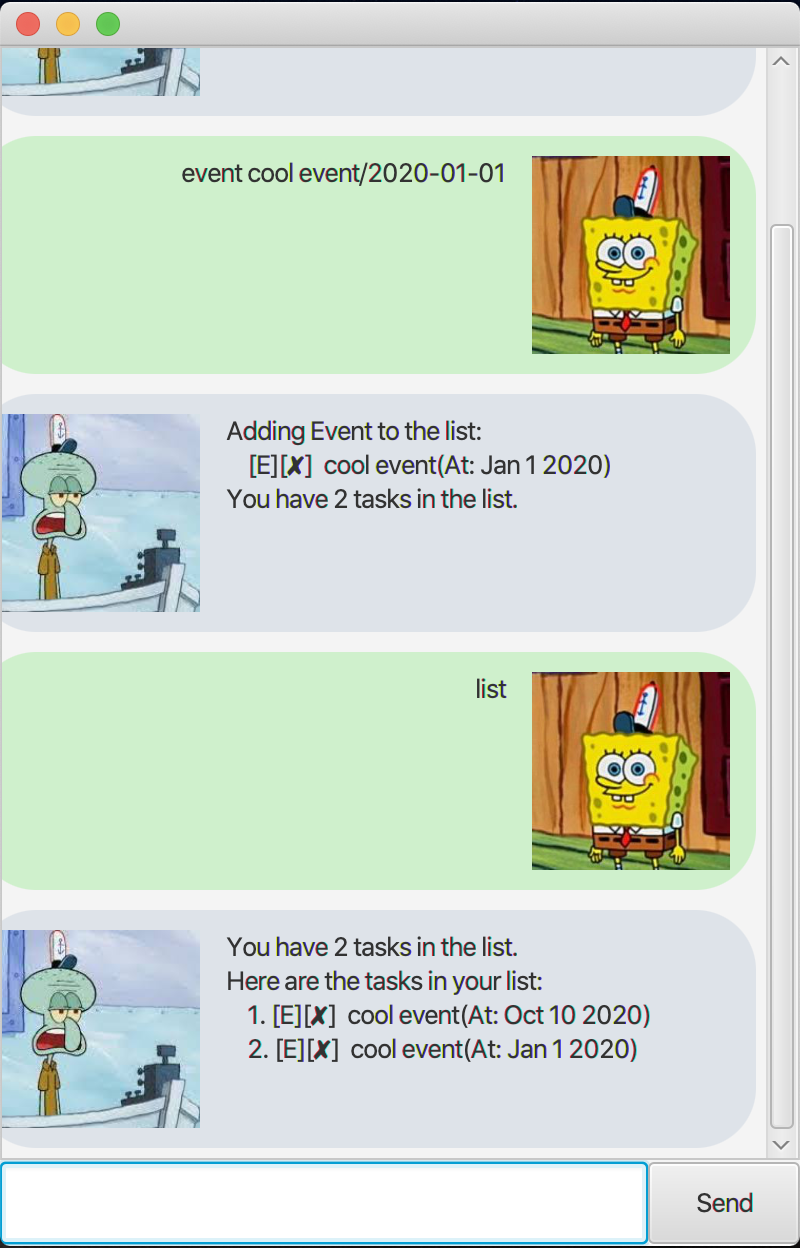 event cool event/2020-01-01
Adding Event to the list:
[E][✘] cool event(At: Jan 1 2020)
You have 2 tasks in the list.
list
You have 2 tasks in the list.
Here are the tasks in your list:
1. [E][✘] cool event(At: Oct 10 2020)
2. [E][✘] cool event(At: Jan 1 2020)
Send